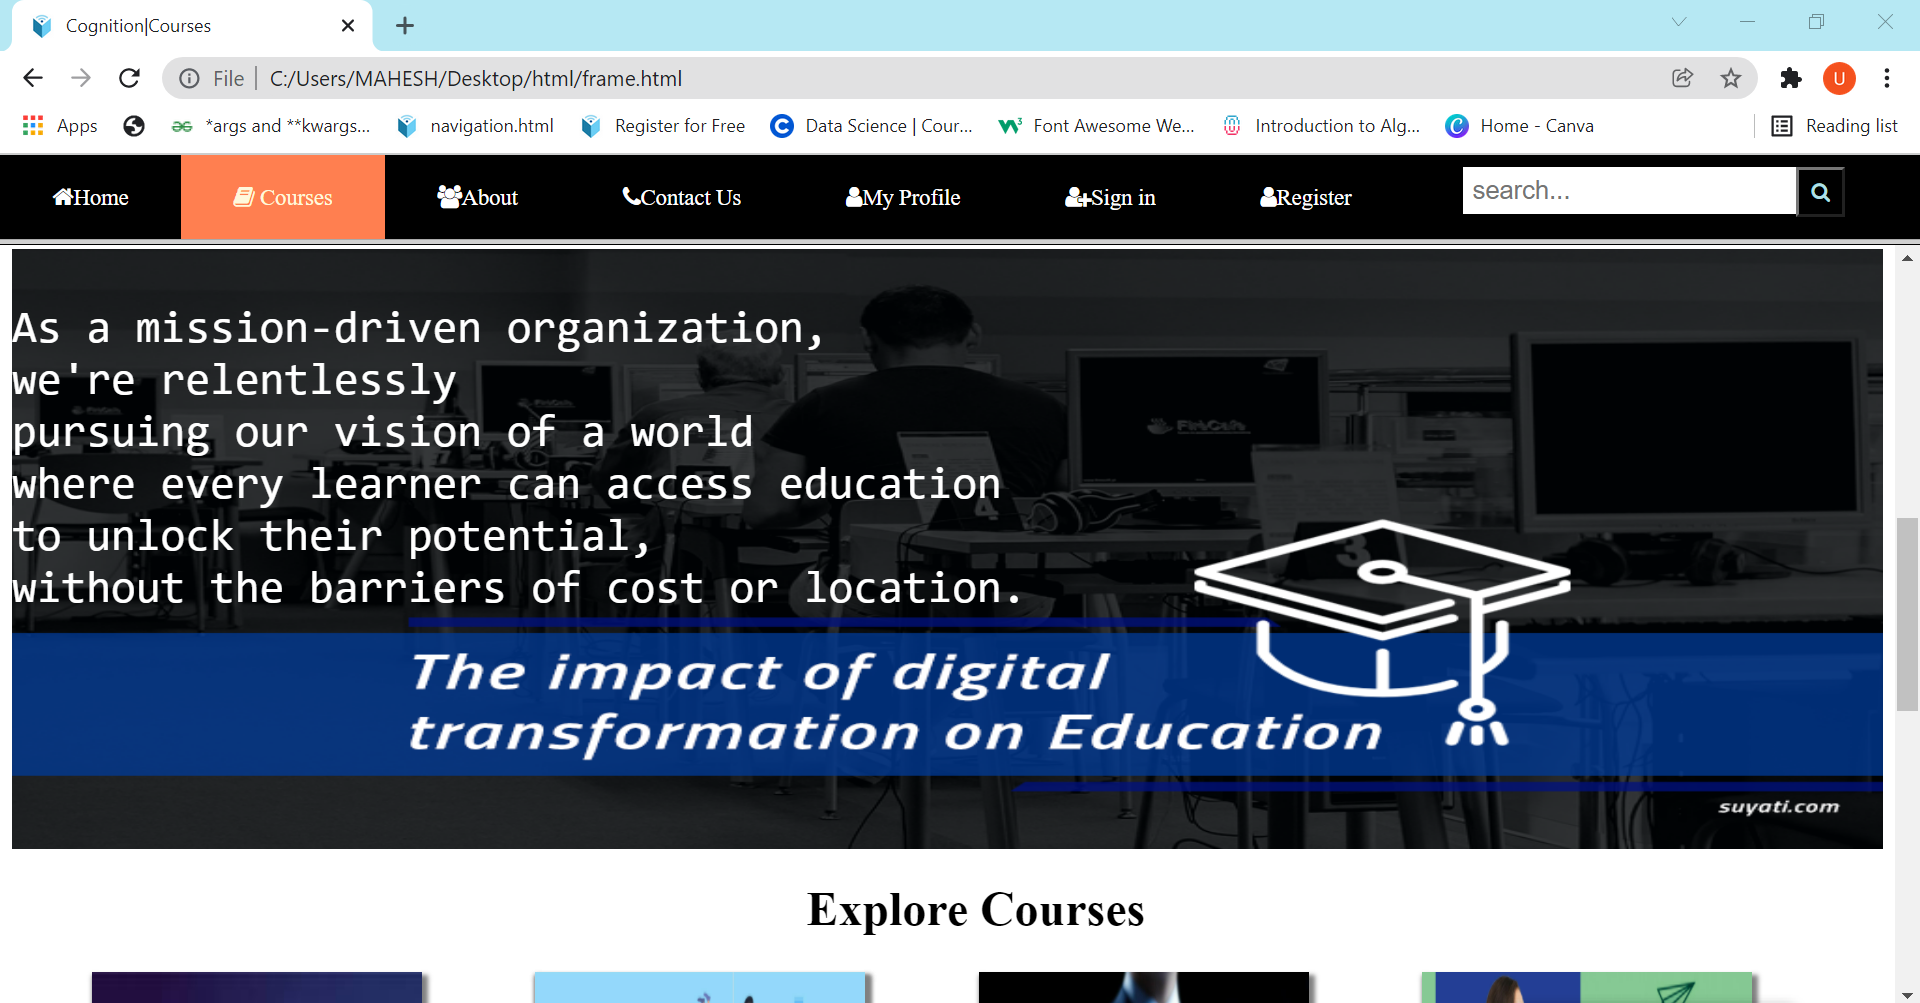 Cognition|Courses
File
C:/Users/MAHESH/Desktop/html/frame.html
U
Apps
*args and **kwargs...
navigation.html
Register for Free
Data Science | Cour...
Font Awesome We...
Introduction to Alg...
Home - Canva
Reading list
Home
Courses
About
Contact Us
My Profile
Sign in
Register
search...
As a mission-driven organization,
we're relentlessly
pursuing our vision of a world
where every learner can access education
to unlock their potential,
without the barriers of cost or location.
4
3
The impact of digital
transformation on Education
suyati.com
Explore Courses